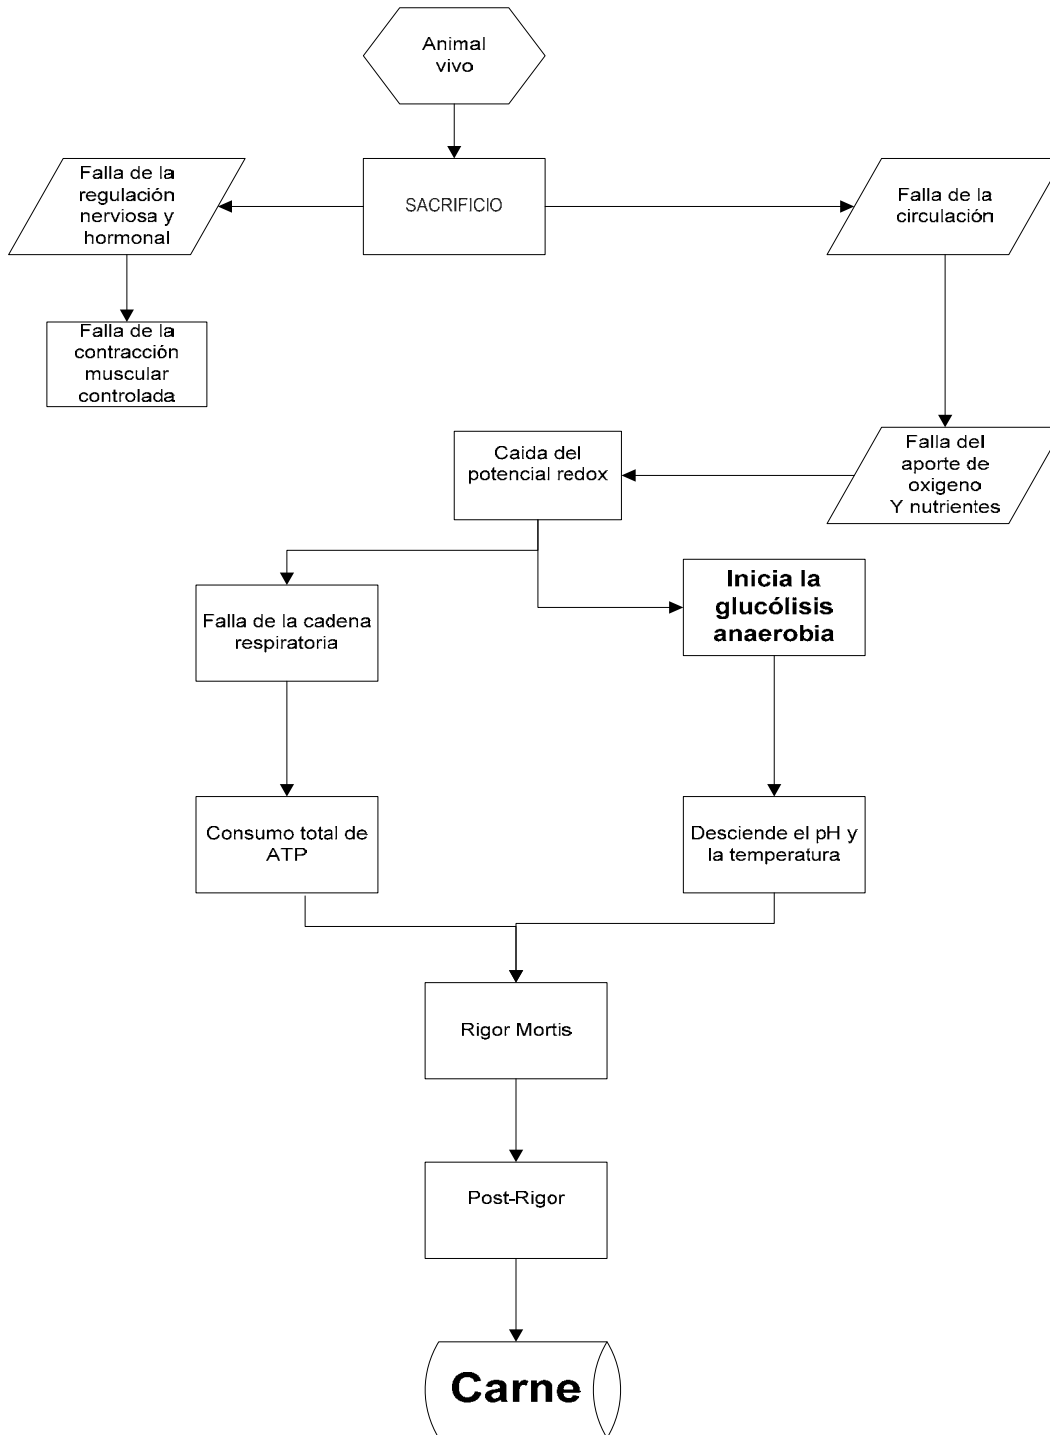 Animal
vivo
Falla de la
regulación
nerviosa y
hormonal
SACRIFICIO
Falla de la
circulación
Falla de la
contracción
muscular
controlada
Caida del
potencial redox
Falla del
aporte de
oxigeno
Y nutrientes
Falla de la cadena
respiratoria
Inicia la
glucólisis
anaerobia
Consumo total de
ATP
Desciende el pH y
la temperatura
Rigor Mortis
Post-Rigor
Carne